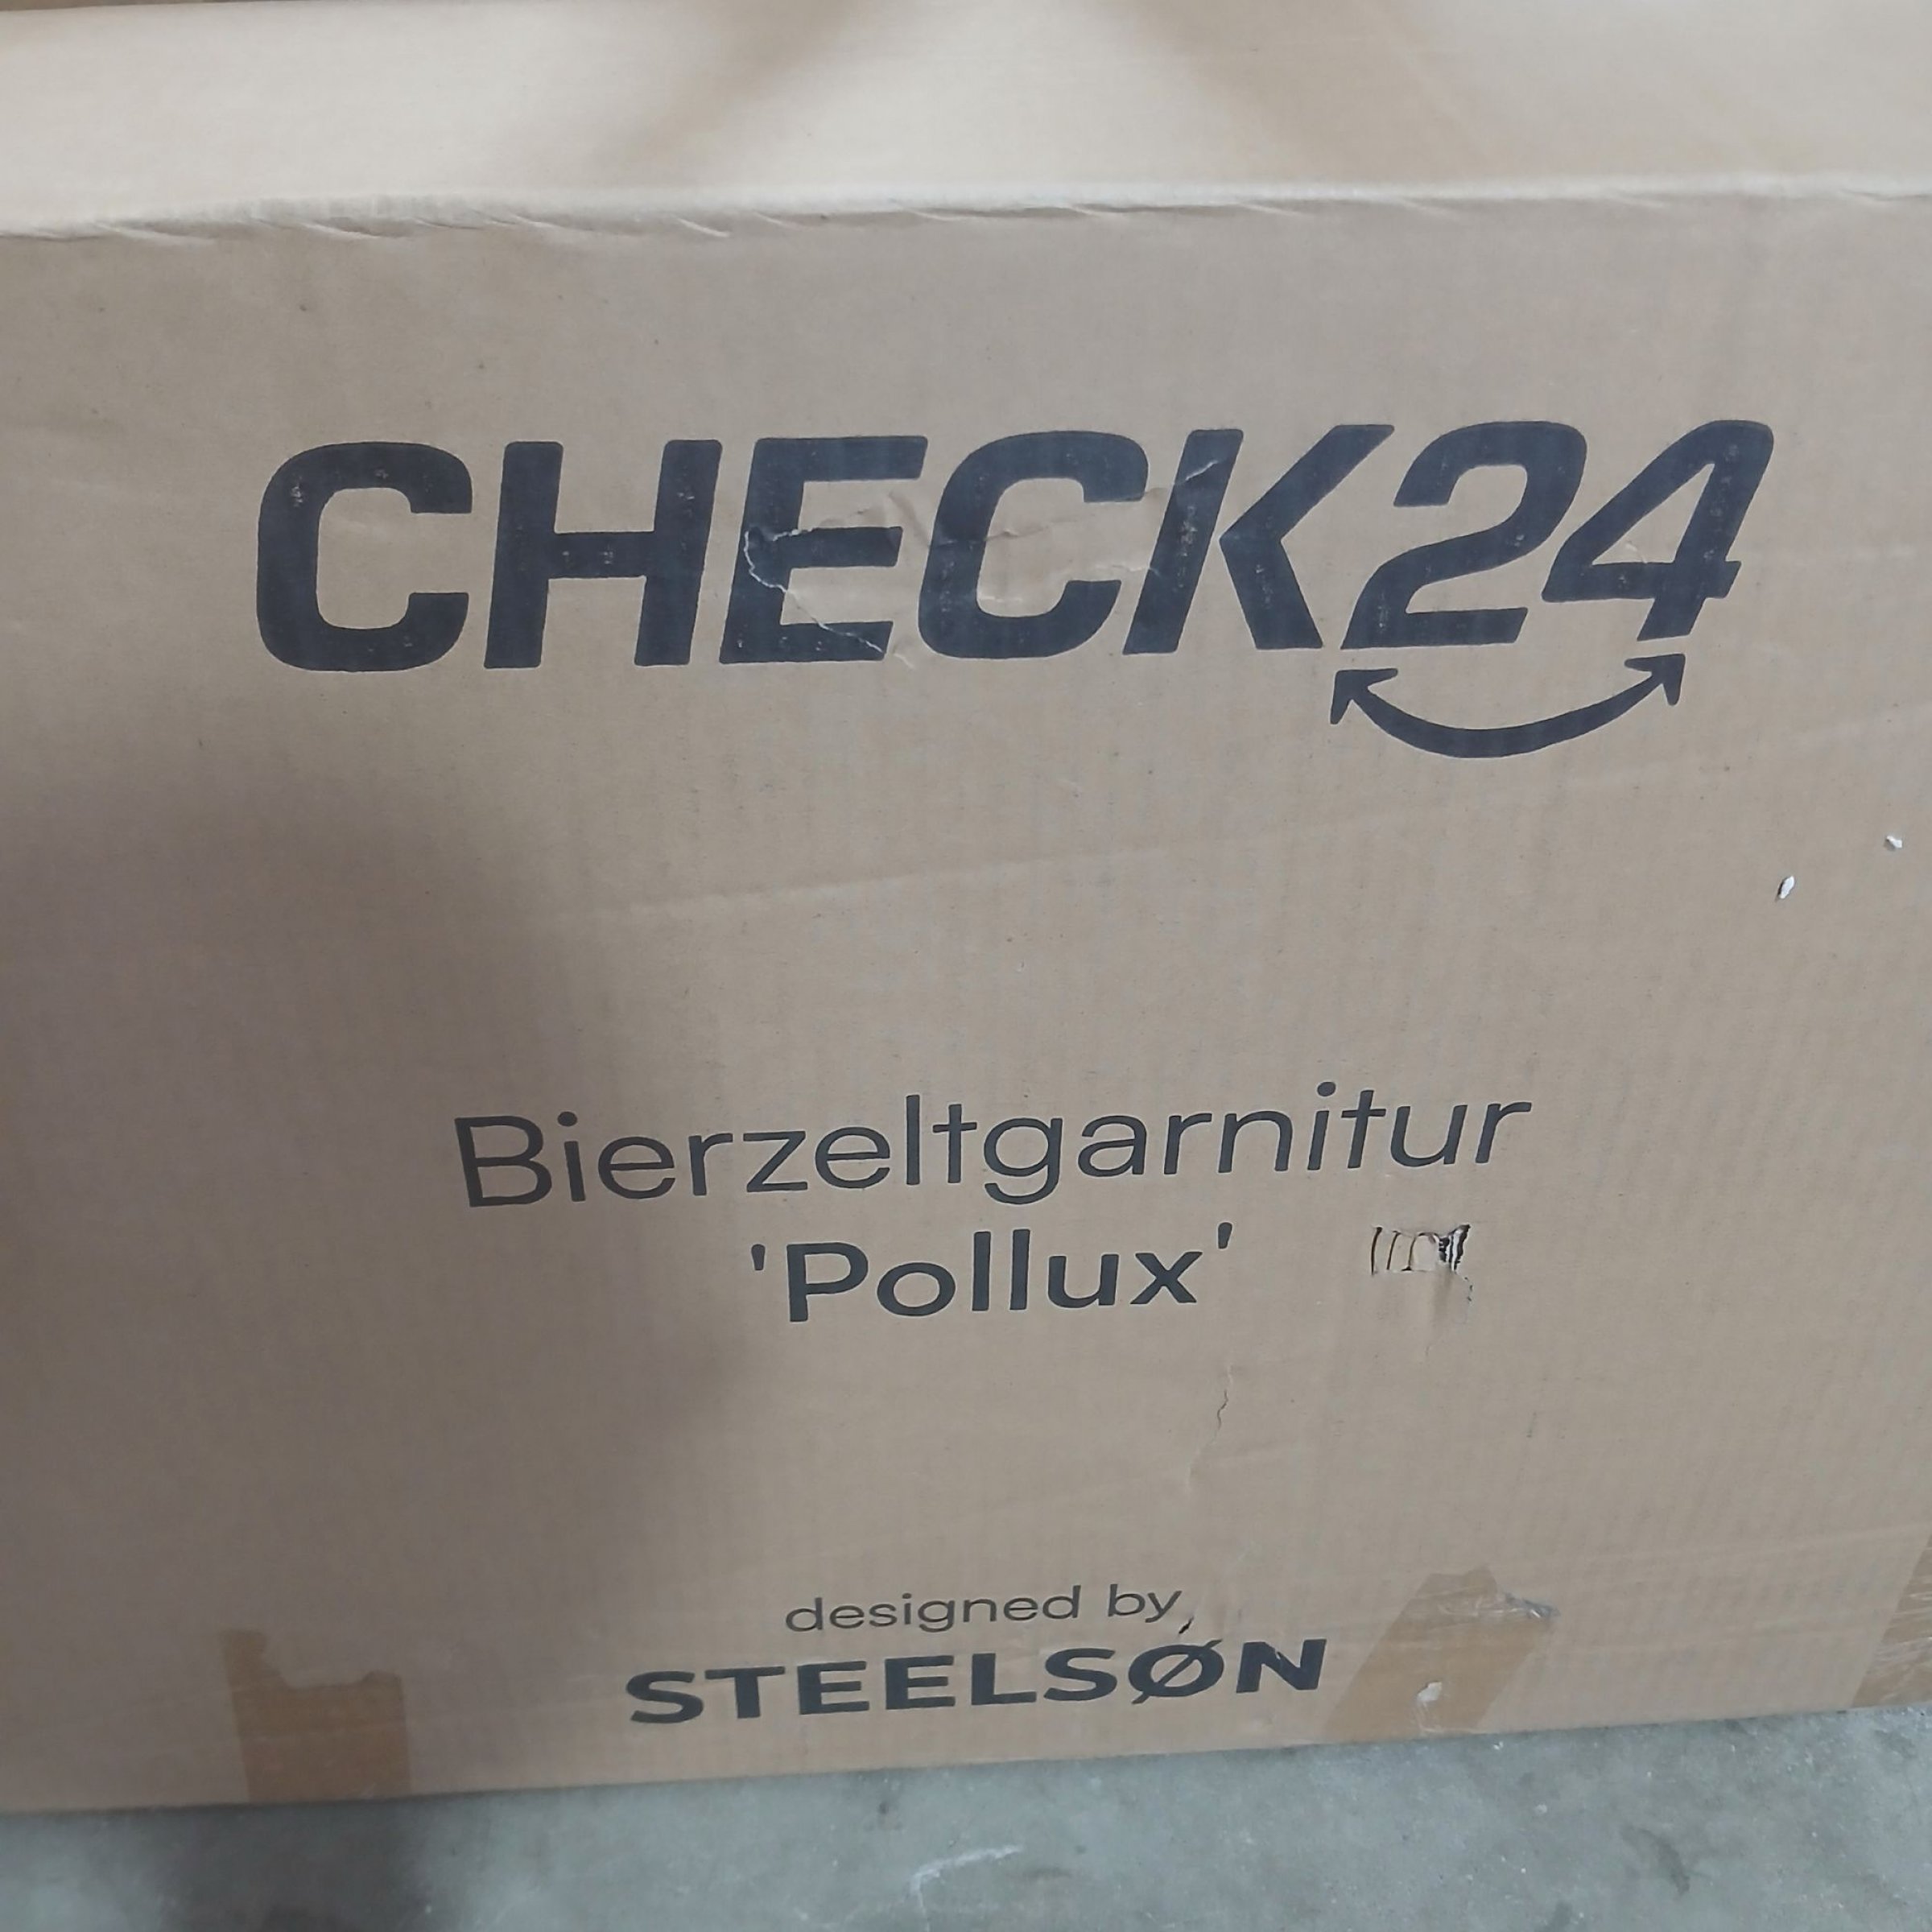 CHECK24
Bierzeltgarnitur
'Pollux'
designed by
STEELSØN